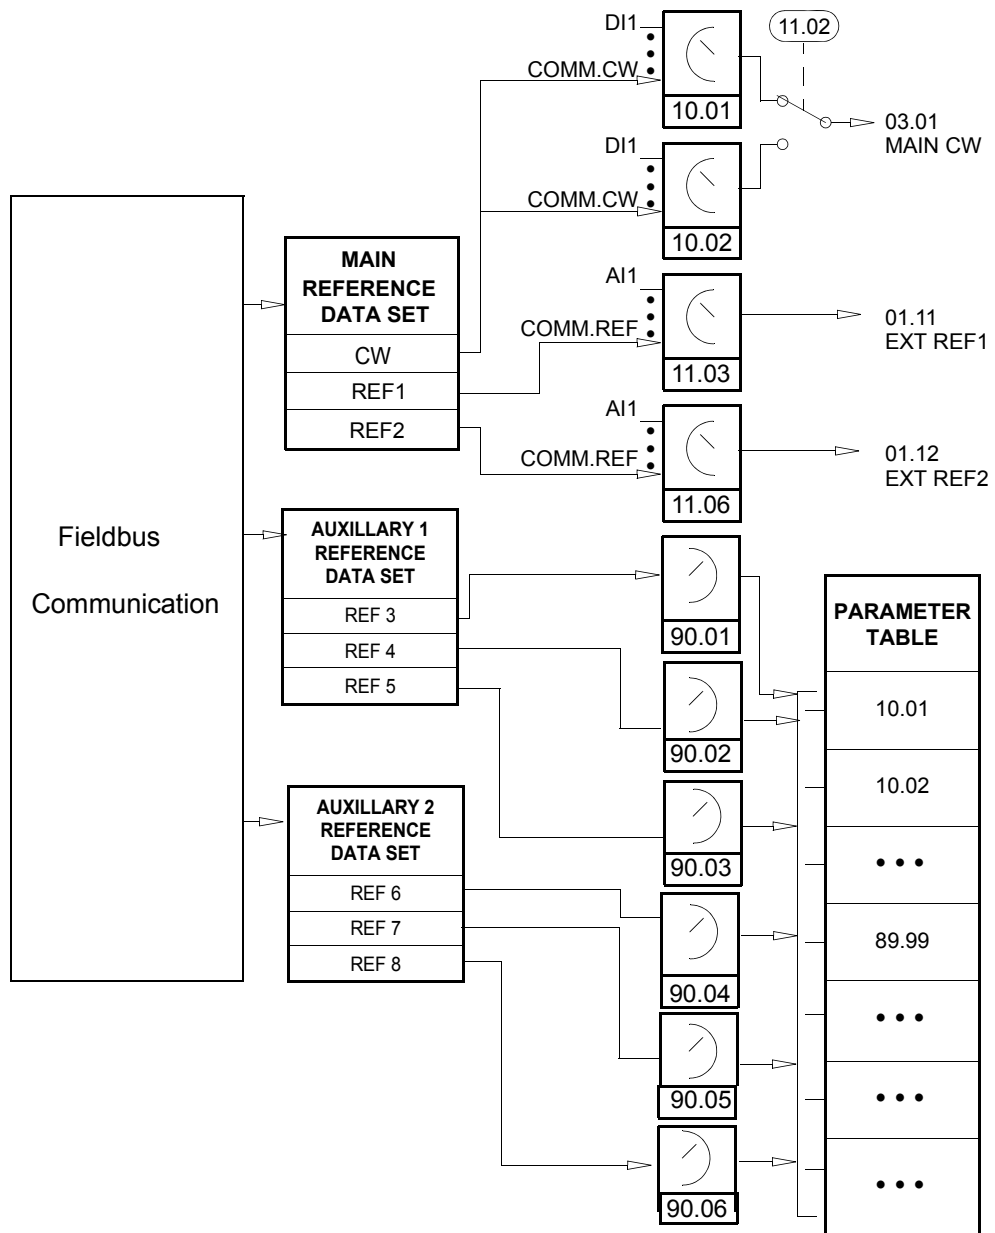 DI1
COMM.CW
10.01
11.02
03.01
MAIN CW
DI1
COMM.CW
10.02
AI1
COMM.REF
11.03
01.11
EXT REF1
AI1
COMM.REF
11.06
01.12
EXT REF2
Fieldbus
Communication
MAIN
REFERENCE
DATA SET
CW
REF1
REF2
AUXILLARY 1
REFERENCE
DATA SET
REF 3
REF 4
REF 5
AUXILLARY 2
REFERENCE
DATA SET
REF 6
REF 7
REF 8
90.01
90.02
90.03
90.04
90.05
90.06
PARAMETER
TABLE
10.01
10.02
•••
89.99
•••
•••
•••